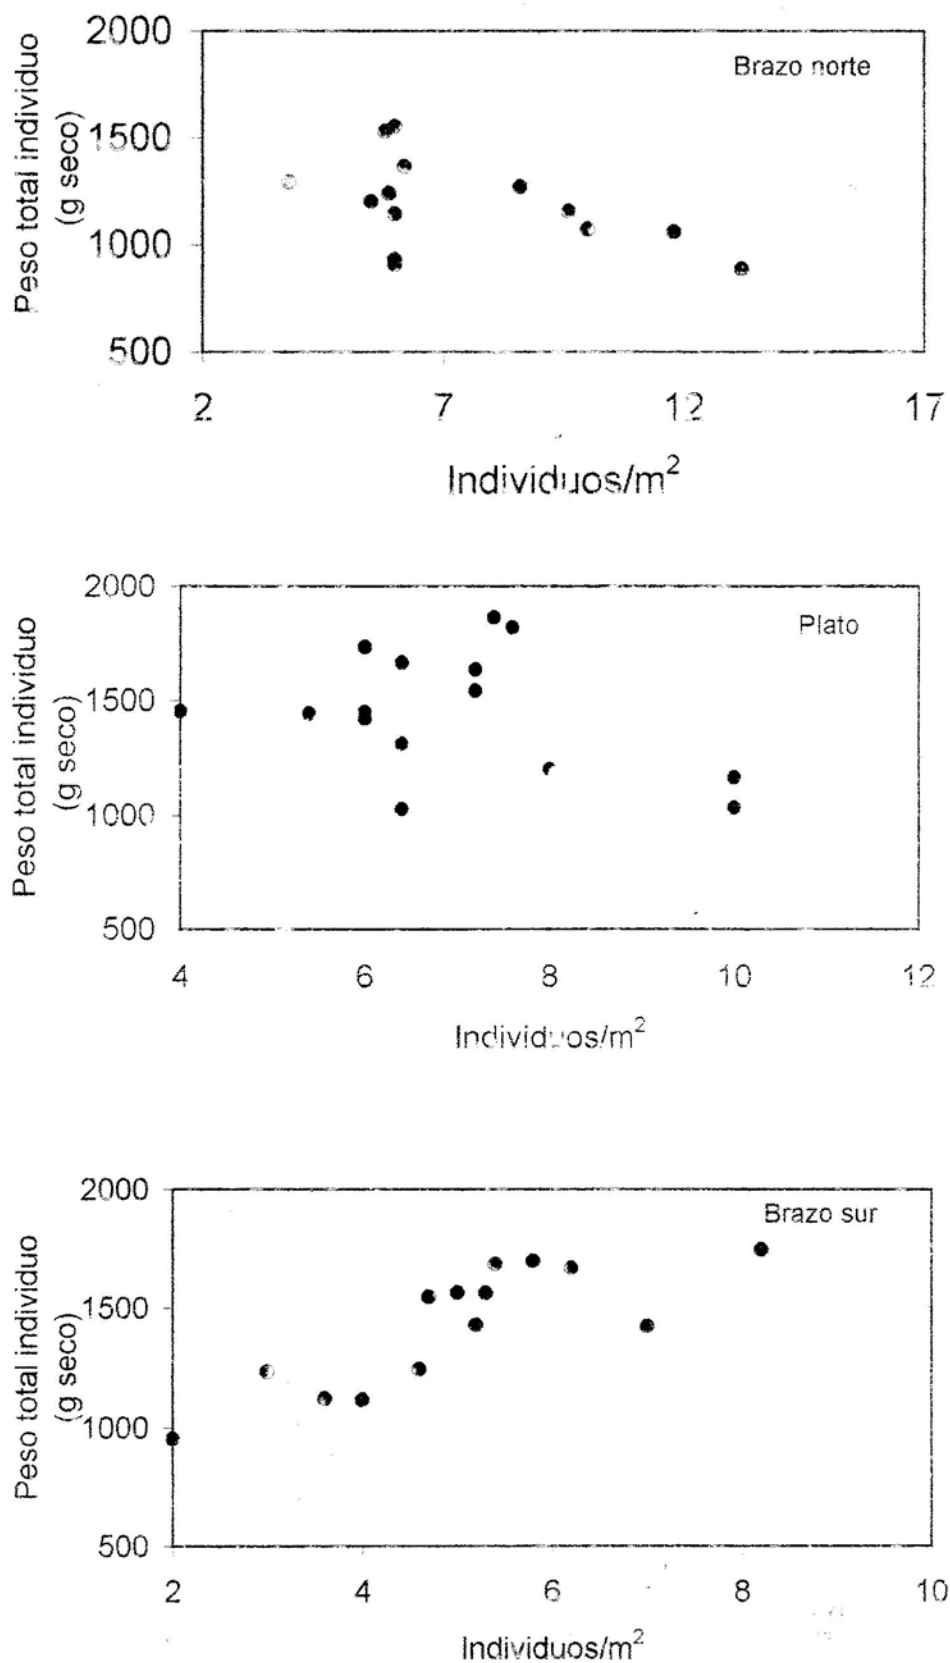 2000
Brazo norte
1500
1000
500
Peso total individuo
(g seco)
2 7 12 17
Individuos/m²
2000
Plato
1500
1000
500
Peso total individuo
(g seco)
4 6 8 10 12
Individuos/m²
2000
Brazo sur
1500
1000
500
Peso total individuo
(g seco)
2 4 6 8 10
Individuos/m²